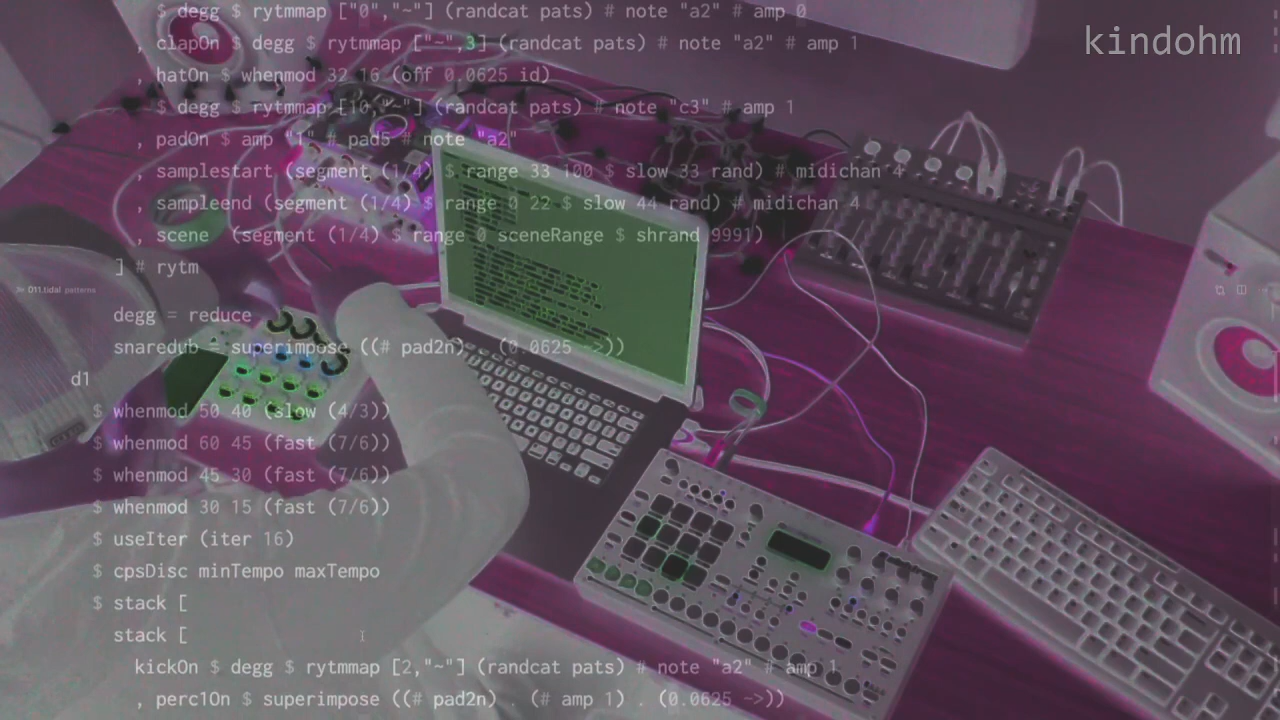 $ degg $ rytmmap ["0","~"] (randcat pats) # note "a2" # amp 0
kindohm
, clapOn $ degg $ rytmmap ["~",3] (randcat pats) # note "a2" # amp 1
, hatOn $ whenmod 32 16 (off 0.0625 id)
$ degg $ rytmmap [10,"~"] (randcat pats) # note "c3" # amp 1
, padOn $ amp "1" # pad5 # note "a2"
, samplestart (segment (1/4) $ range 33 100 $ slow 33 rand) # midichan 4
, sampleend (segment (1/4) $ range 0 22 $ slow 44 rand) # midichan 4
, scene (segment (1/4) $ range 0 sceneRange $ shrand 9991)
] # rytm
011.tidal patterns
degg = reduce
snaredub = superimpose ((# pad2n) . (0.0625 ~>))
d1
$ whenmod 50 40 (slow (4/3))
$ whenmod 60 45 (fast (7/6))
$ whenmod 45 30 (fast (7/6))
$ whenmod 30 15 (fast (7/6))
$ useIter (iter 16)
$ cpsDisc minTempo maxTempo
$ stack [
stack [
kickOn $ degg $ rytmmap [2,"~"] (randcat pats) # note "a2" # amp 1
, perc1On $ superimpose ((# pad2n) . (# amp 1) . (0.0625 ~>))